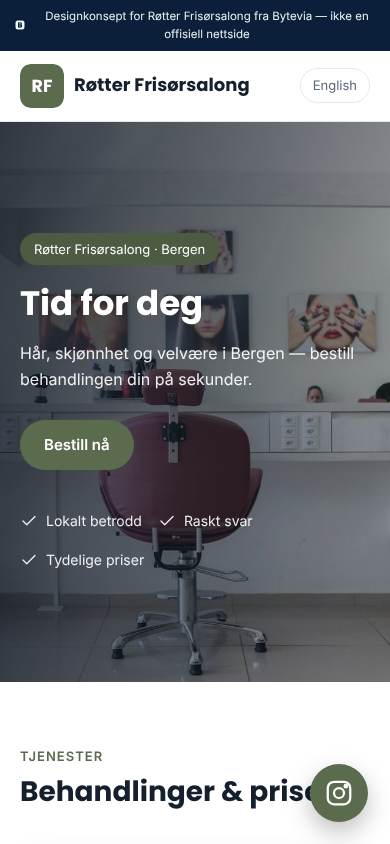 Designkonsept for Røtter Frisørsalong fra Bytevia — ikke en
offisiell nettside
RF
Røtter Frisørsalong
English
Røtter Frisørsalong · Bergen
Tid for deg
Hår, skjønnhet og velvære i Bergen — bestill
behandlingen din på sekunder.
Bestill nå
Lokalt betrodd
Raskt svar
Tydelige priser
TJENESTER
Behandlinger &